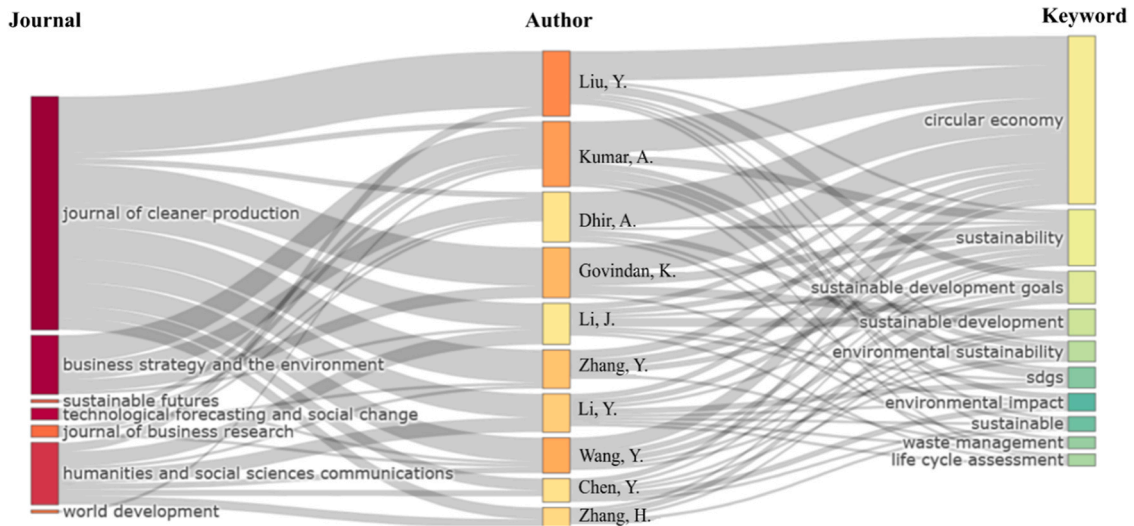 Journal
Author
Keyword
journal of cleaner production
business strategy and the environment
sustainable futures
technological forecasting and social change
journal of business research
humanities and social sciences communications
world development
Liu, Y.
Kumar, A.
Dhir, A.
Govindan, K.
Li, J.
Zhang, Y.
Li, Y.
Wang, Y.
Chen, Y.
Zhang, H.
circular economy
sustainability
sustainable development goals
sustainable development
environmental sustainability
sdgs
environmental impact
sustainable
waste management
life cycle assessment